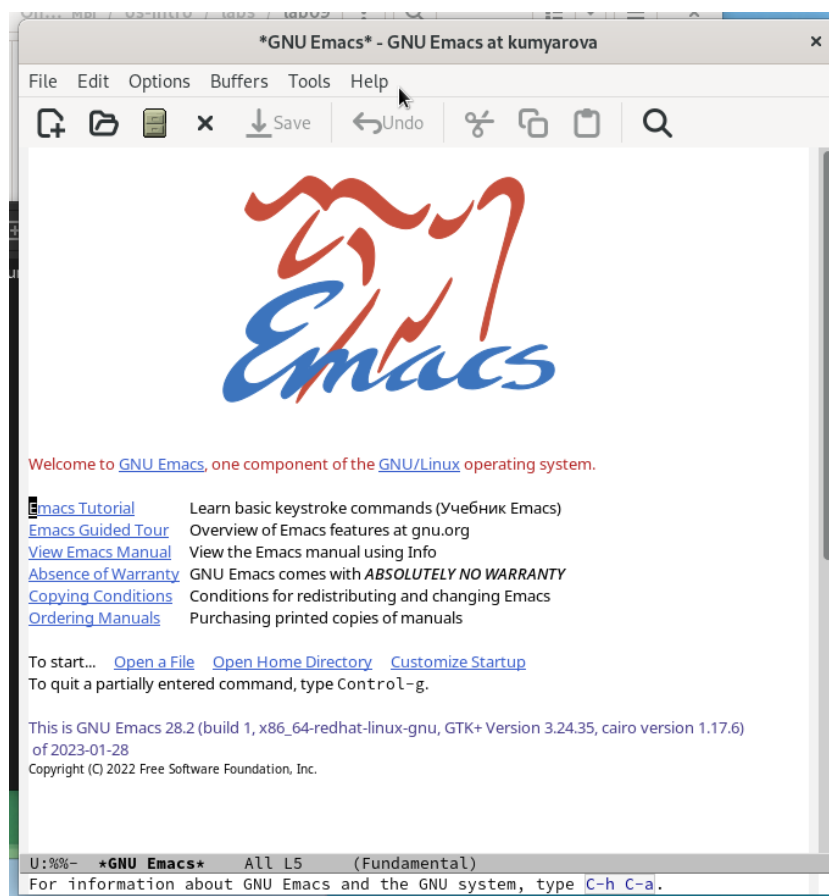 мы / os-intro / labs / lab09
*GNU Emacs* - GNU Emacs at kumyarova
File Edit Options Buffers Tools Help
Save Undo
Emacs
Welcome to GNU Emacs, one component of the GNU/Linux operating system.
Emacs Tutorial Learn basic keystroke commands (Учебник Emacs)
Emacs Guided Tour Overview of Emacs features at gnu.org
View Emacs Manual View the Emacs manual using Info
Absence of Warranty GNU Emacs comes with ABSOLUTELY NO WARRANTY
Copying Conditions Conditions for redistributing and changing Emacs
Ordering Manuals Purchasing printed copies of manuals
To start... Open a File Open Home Directory Customize Startup
To quit a partially entered command, type Control-g.
This is GNU Emacs 28.2 (build 1, x86_64-redhat-linux-gnu, GTK+ Version 3.24.35, cairo version 1.17.6)
of 2023-01-28
Copyright (C) 2022 Free Software Foundation, Inc.
U:%%- *GNU Emacs* All L5 (Fundamental)
For information about GNU Emacs and the GNU system, type C-h C-a.